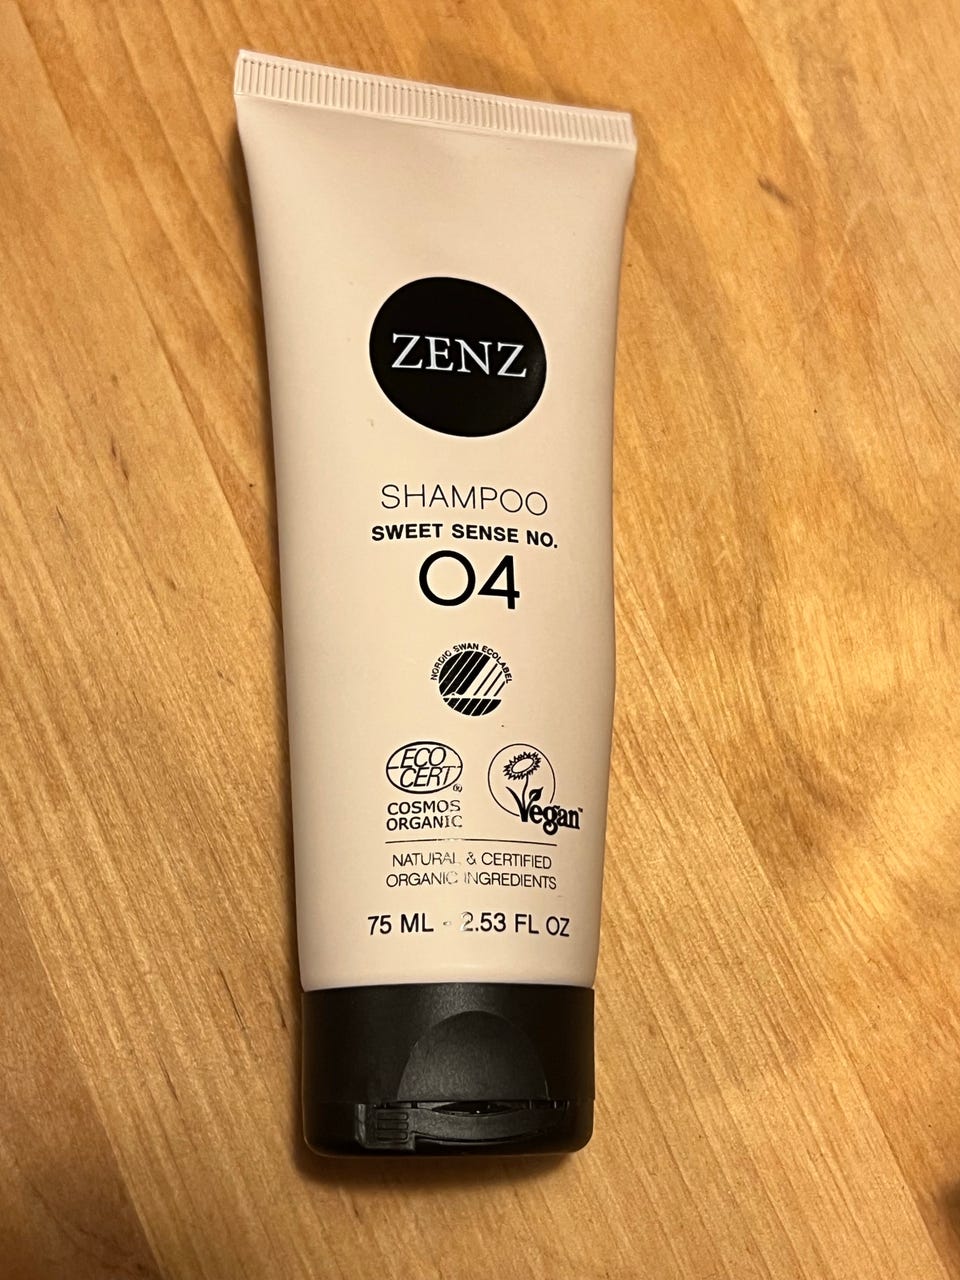 ZENZ
SHAMPOO
SWEET SENSE NO.
04
NORDIC SWAN ECOLABEL
ECO
CERT®
COSMOS
ORGANIC
Vegan™
NATURAL & CERTIFIED
ORGANIC INGREDIENTS
75 ML - 2.53 FL OZ